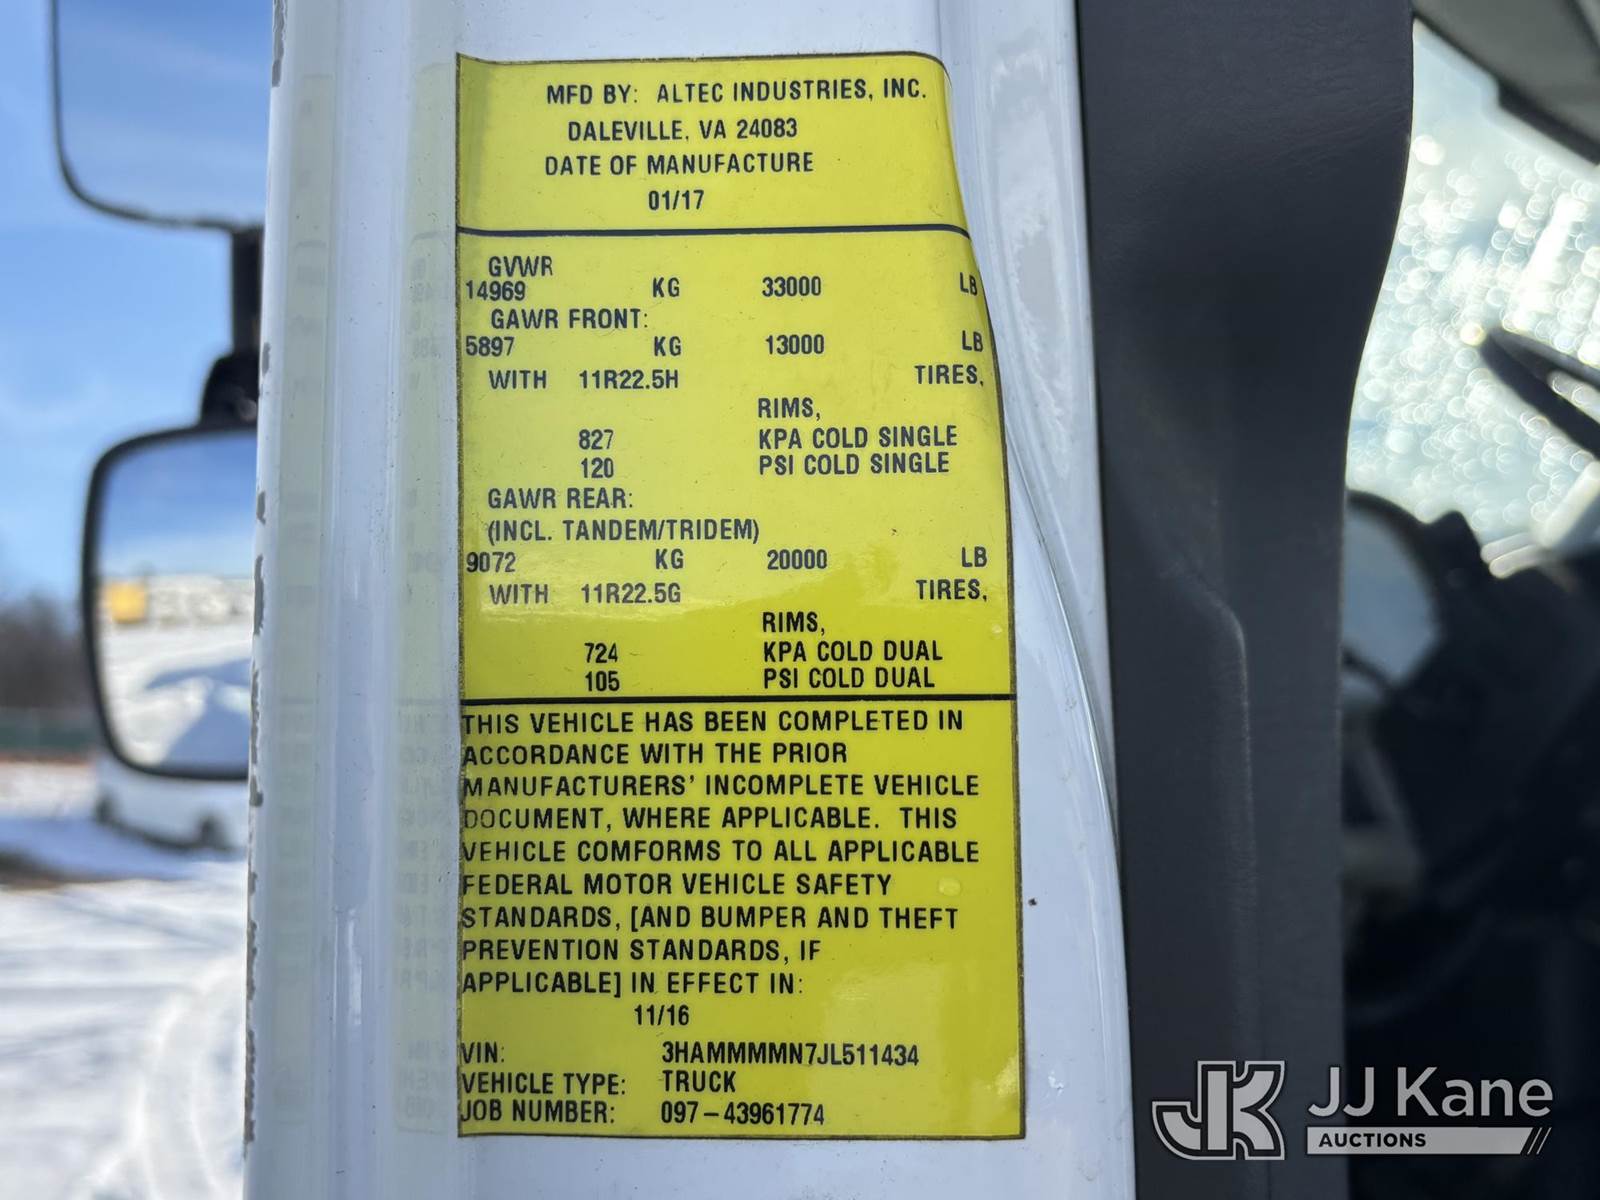 MFD BY: ALTEC INDUSTRIES, INC.
DALEVILLE, VA 24083
DATE OF MANUFACTURE
01/17
GVWR
14969 KG 33000 LB
GAWR FRONT:
5897 KG 13000 LB
WITH 11R22.5H TIRES,
RIMS,
827 KPA COLD SINGLE
120 PSI COLD SINGLE
GAWR REAR:
(INCL. TANDEM/TRIDEM)
9072 KG 20000 LB
WITH 11R22.5G TIRES,
RIMS,
724 KPA COLD DUAL
105 PSI COLD DUAL
THIS VEHICLE HAS BEEN COMPLETED IN
ACCORDANCE WITH THE PRIOR
MANUFACTURERS' INCOMPLETE VEHICLE
DOCUMENT, WHERE APPLICABLE. THIS
VEHICLE COMFORMS TO ALL APPLICABLE
FEDERAL MOTOR VEHICLE SAFETY
STANDARDS, [AND BUMPER AND THEFT
PREVENTION STANDARDS, IF
APPLICABLE] IN EFFECT IN:
11/16
VIN: 3HAMMMMN7JL511434
VEHICLE TYPE: TRUCK
JOB NUMBER: 097-43961774
JK JJ Kane
AUCTIONS